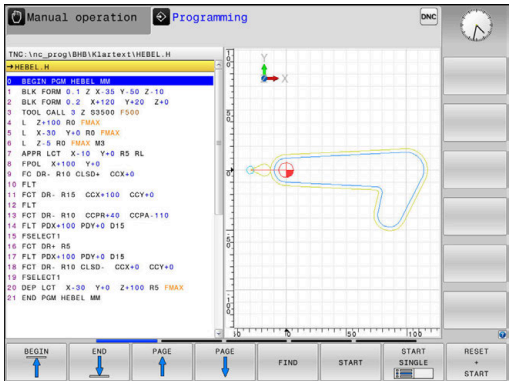 Manual operation
Programming
DNC
TNC:\nc_prog\BHB\Klartext\HEBEL.H
→HEBEL.H
0 BEGIN PGM HEBEL MM
1 BLK FORM 0.1 Z X-35 Y-50 Z-10
2 BLK FORM 0.2 X+120 Y+20 Z+0
3 TOOL CALL 3 Z S3500 F500
4 L Z+100 R0 FMAX
5 L X-30 Y+0 R0 FMAX
6 L Z-5 R0 FMAX M3
7 APPR LCT X-10 Y+0 R5 RL
8 FPOL X+100 Y+0
9 FC DR- R10 CLSD+ CCX+0
10 FLT
11 FCT DR- R15 CCX+100 CCY+0
12 FLT
13 FCT DR- R10 CCPR+40 CCPA-110
14 FLT PDX+100 PDY+0 D15
15 FSELECT1
16 FCT DR+ R5
17 FLT PDX+100 PDY+0 D15
18 FCT DR- R10 CLSD- CCX+0 CCY+0
19 FSELECT1
20 DEP LCT X-30 Y+0 Z+100 R5 FMAX
21 END PGM HEBEL MM
Y
X
100
50
0
-50
-100
0
50
100
BEGIN
END
PAGE
PAGE
FIND
START
START
SINGLE
RESET
+
START